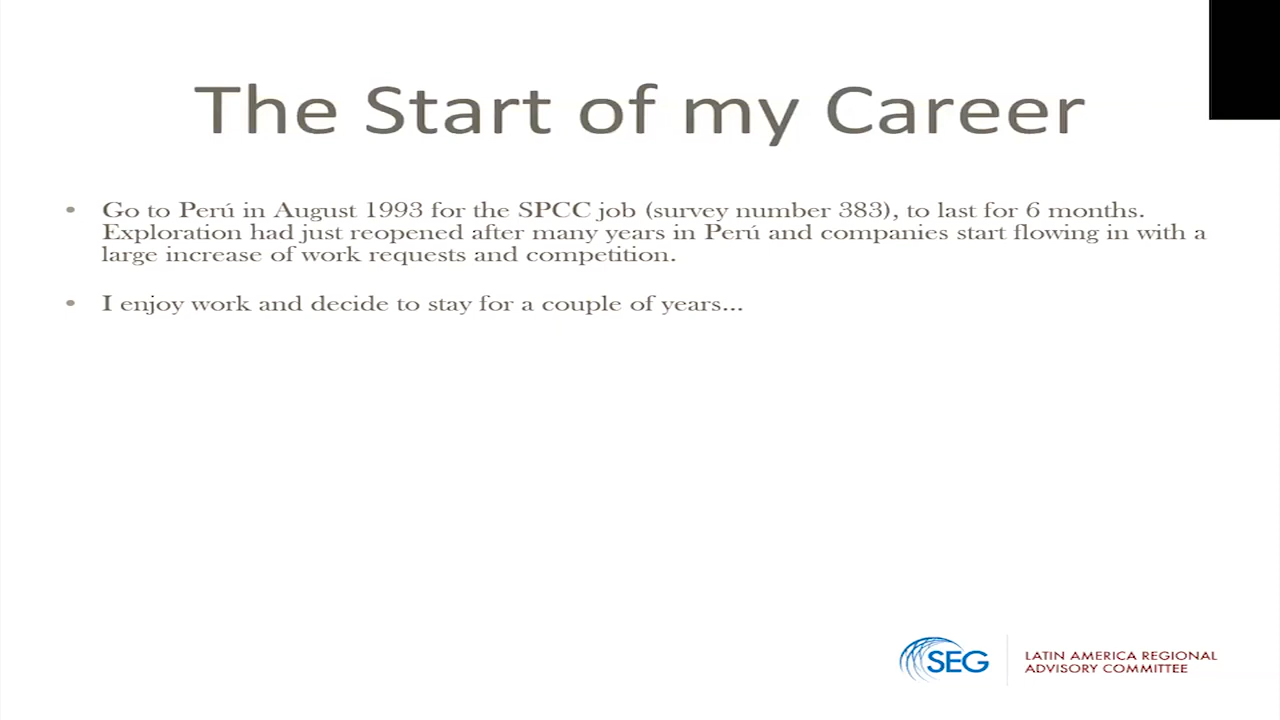 The Start of my Career
• Go to Perú in August 1993 for the SPCC job (survey number 383), to last for 6 months.
Exploration had just reopened after many years in Perú and companies start flowing in with a
large increase of work requests and competition.
• I enjoy work and decide to stay for a couple of years...
SEG
LATIN AMERICA REGIONAL
ADVISORY COMMITTEE